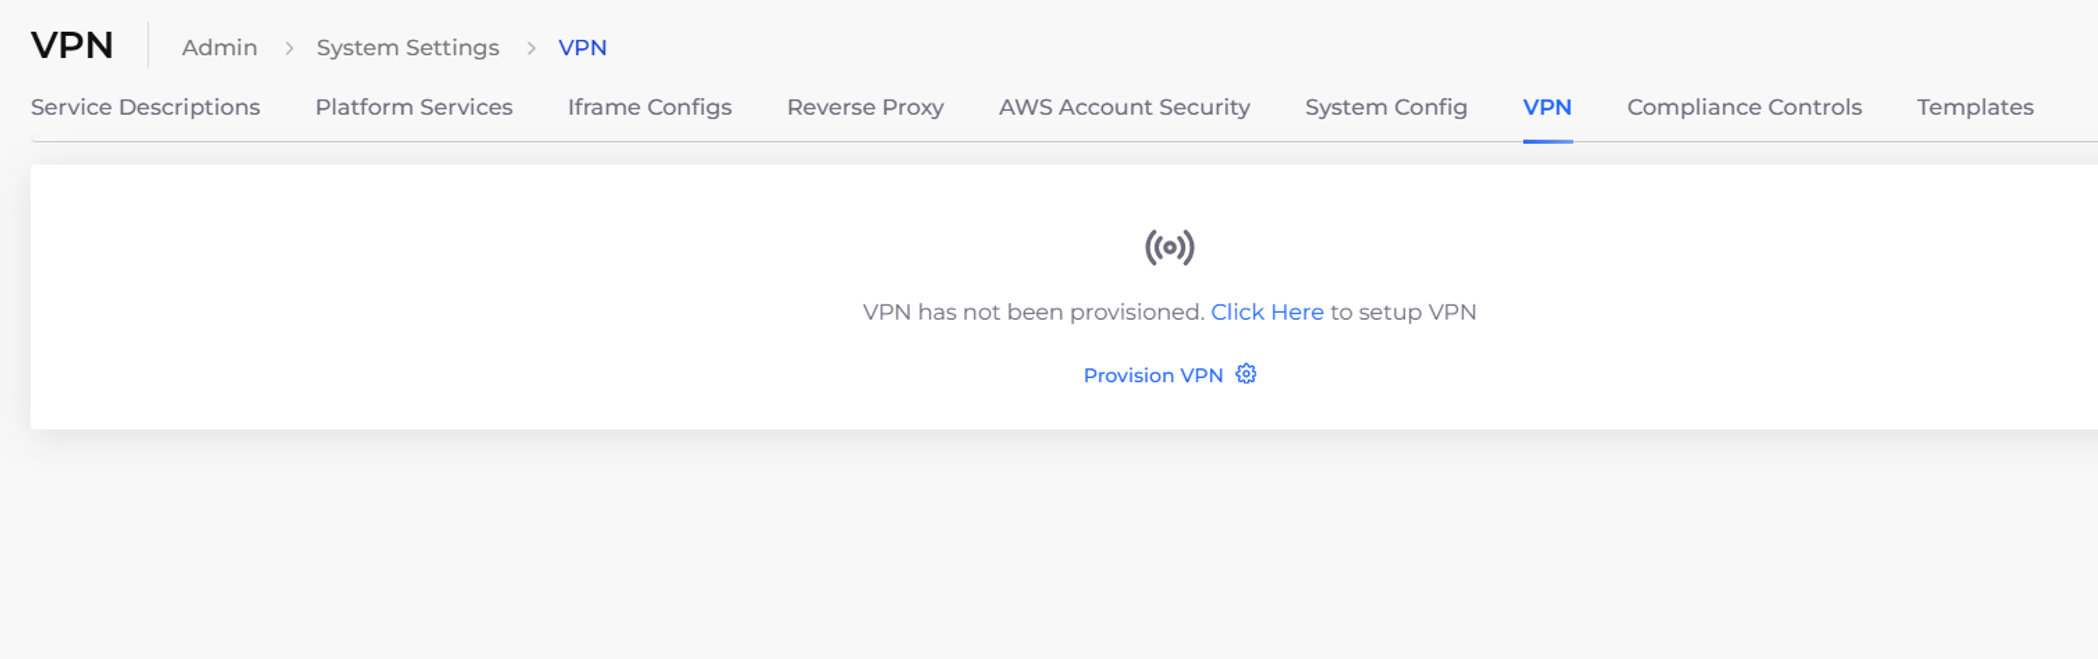 VPN
Admin > System Settings > VPN
Service Descriptions Platform Services Iframe Configs Reverse Proxy AWS Account Security System Config VPN Compliance Controls Templates
VPN has not been provisioned. Click Here to setup VPN
Provision VPN